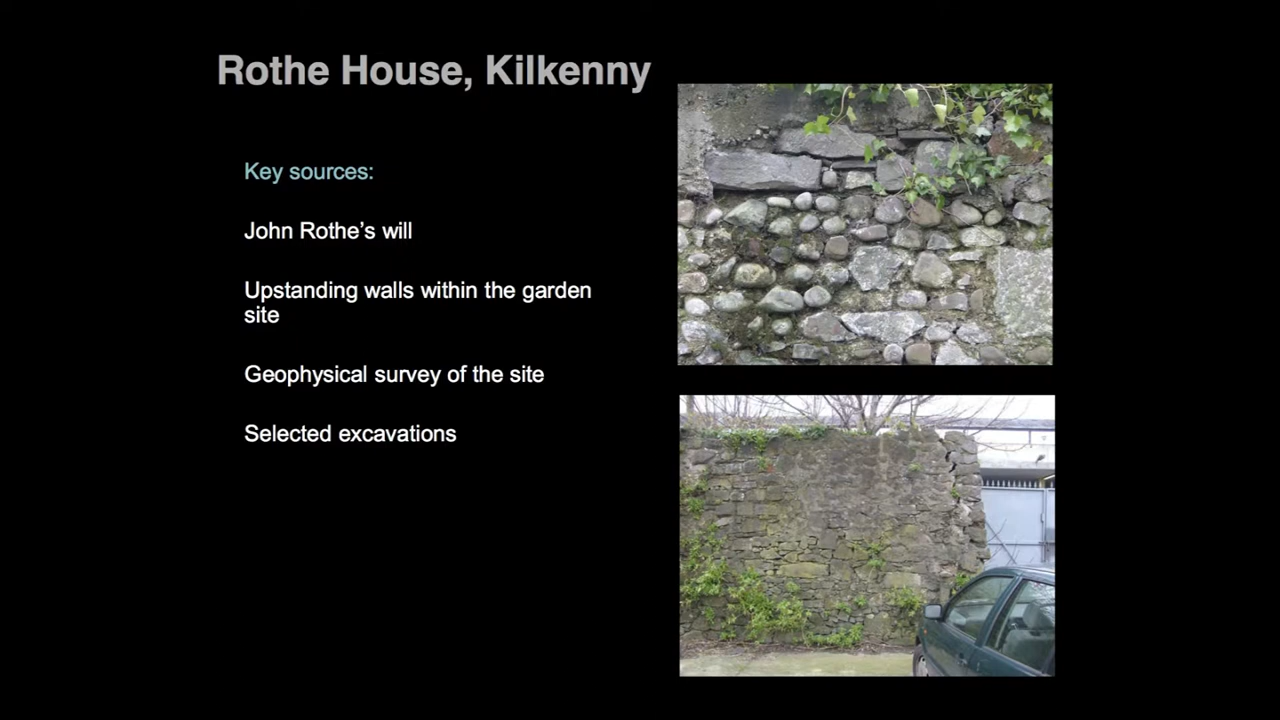 Rothe House, Kilkenny
Key sources:
John Rothe’s will
Upstanding walls within the garden
site
Geophysical survey of the site
Selected excavations